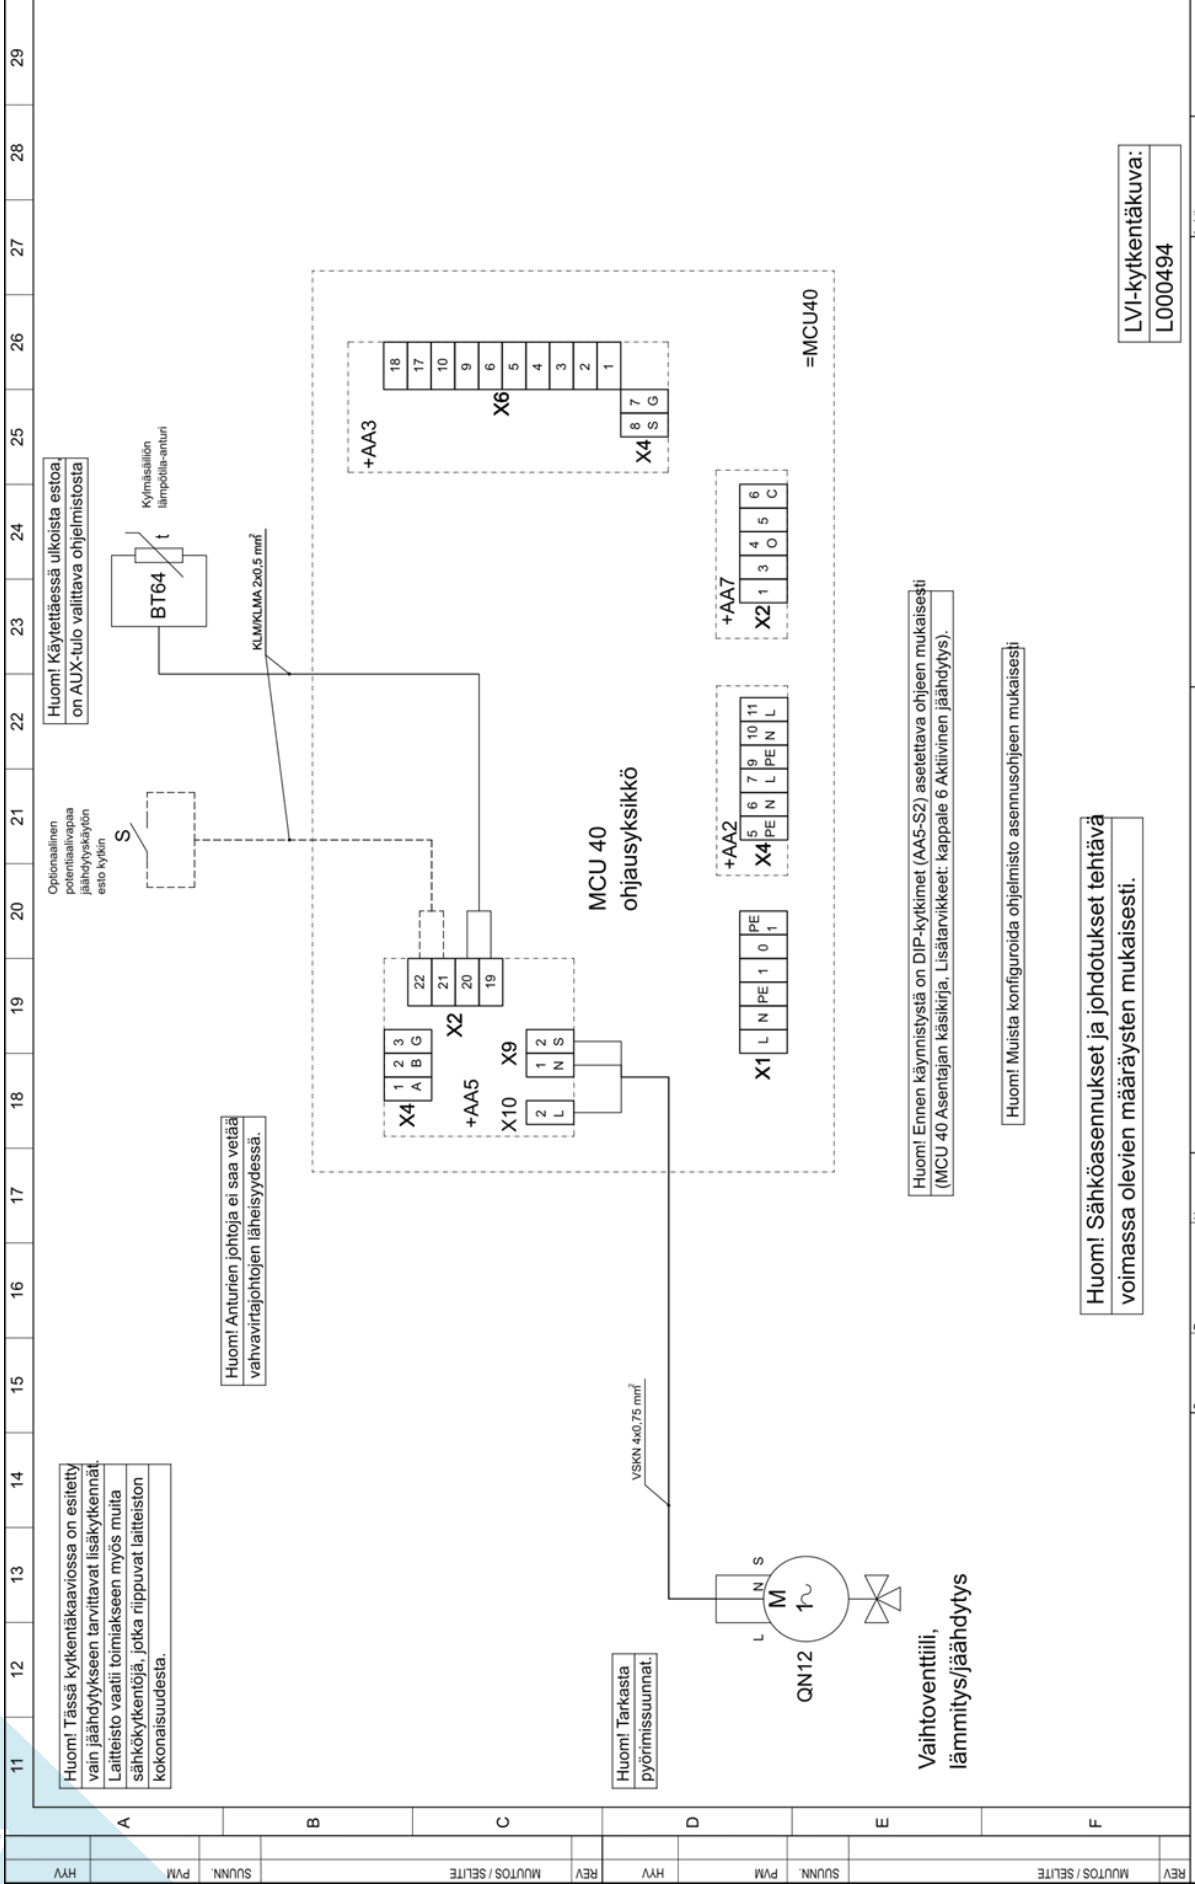 11 12 13 14 15 16 17 18 19 20 21 22 23 24 25 26 27 28 29
A
B
C
D
E
F
HYV
PVM
SUUNN.
MUUTOS / SELITE
REV
HYV
PVM
SUUNN.
MUUTOS / SELITE
REV
Huom! Tässä kytkentäkaaviossa on esitetty
vain jäähdytykseen tarvittavat lisäkytkennät.
Laitteisto vaatii toimiakseen myös muita
sähkökytkentöjä, jotka riippuvat laitteiston
kokonaisuudesta.
Huom! Anturien johtoja ei saa vetää
vahvavirtajohtojen läheisyydessä.
Optionaalinen
potentiaalivapaa
jäähdytyskäytön
esto kytkin
S
Huom! Käytettäessä ulkoista estoa,
on AUX-tulo valittava ohjelmistosta
BT64
t
Kylmäsäiliön
lämpötila-anturi
KLM/KLMA 2x0,5 mm²
X4
1 2 3
A B G
+AA5
X2
22
21
20
19
X10
2
L
X9
1 2
N S
MCU 40
ohjausyksikkö
+AA3
18
17
10
9
6
5
4
3
2
1
X6
X4
8 7
S G
=MCU40
X1
L N PE 1 0 PE
1
+AA2
X4
5 6 7 9 10 11
PE N L PE N L
+AA7
X2
1 3 4 5 6
O C
VSKN 4x0,75 mm²
Huom! Tarkasta
pyörimissuunnat.
L N S
M
1
QN12
Vaihtoventtiili,
lämmitys/jäähdytys
Huom! Ennen käynnistystä on DIP-kytkimet (AA5-S2) asetettava ohjeen mukaisesti
(MCU 40 Asentajan käsikirja, Lisätarvikkeet: kappale 6 Aktiivinen jäähdytys).
Huom! Muista konfiguroida ohjelmisto asennusohjeen mukaisesti
Huom! Sähköasennukset ja johdotukset tehtävä
voimassa olevien määräysten mukaisesti.
LVI-kytkentäkuva:
L000494